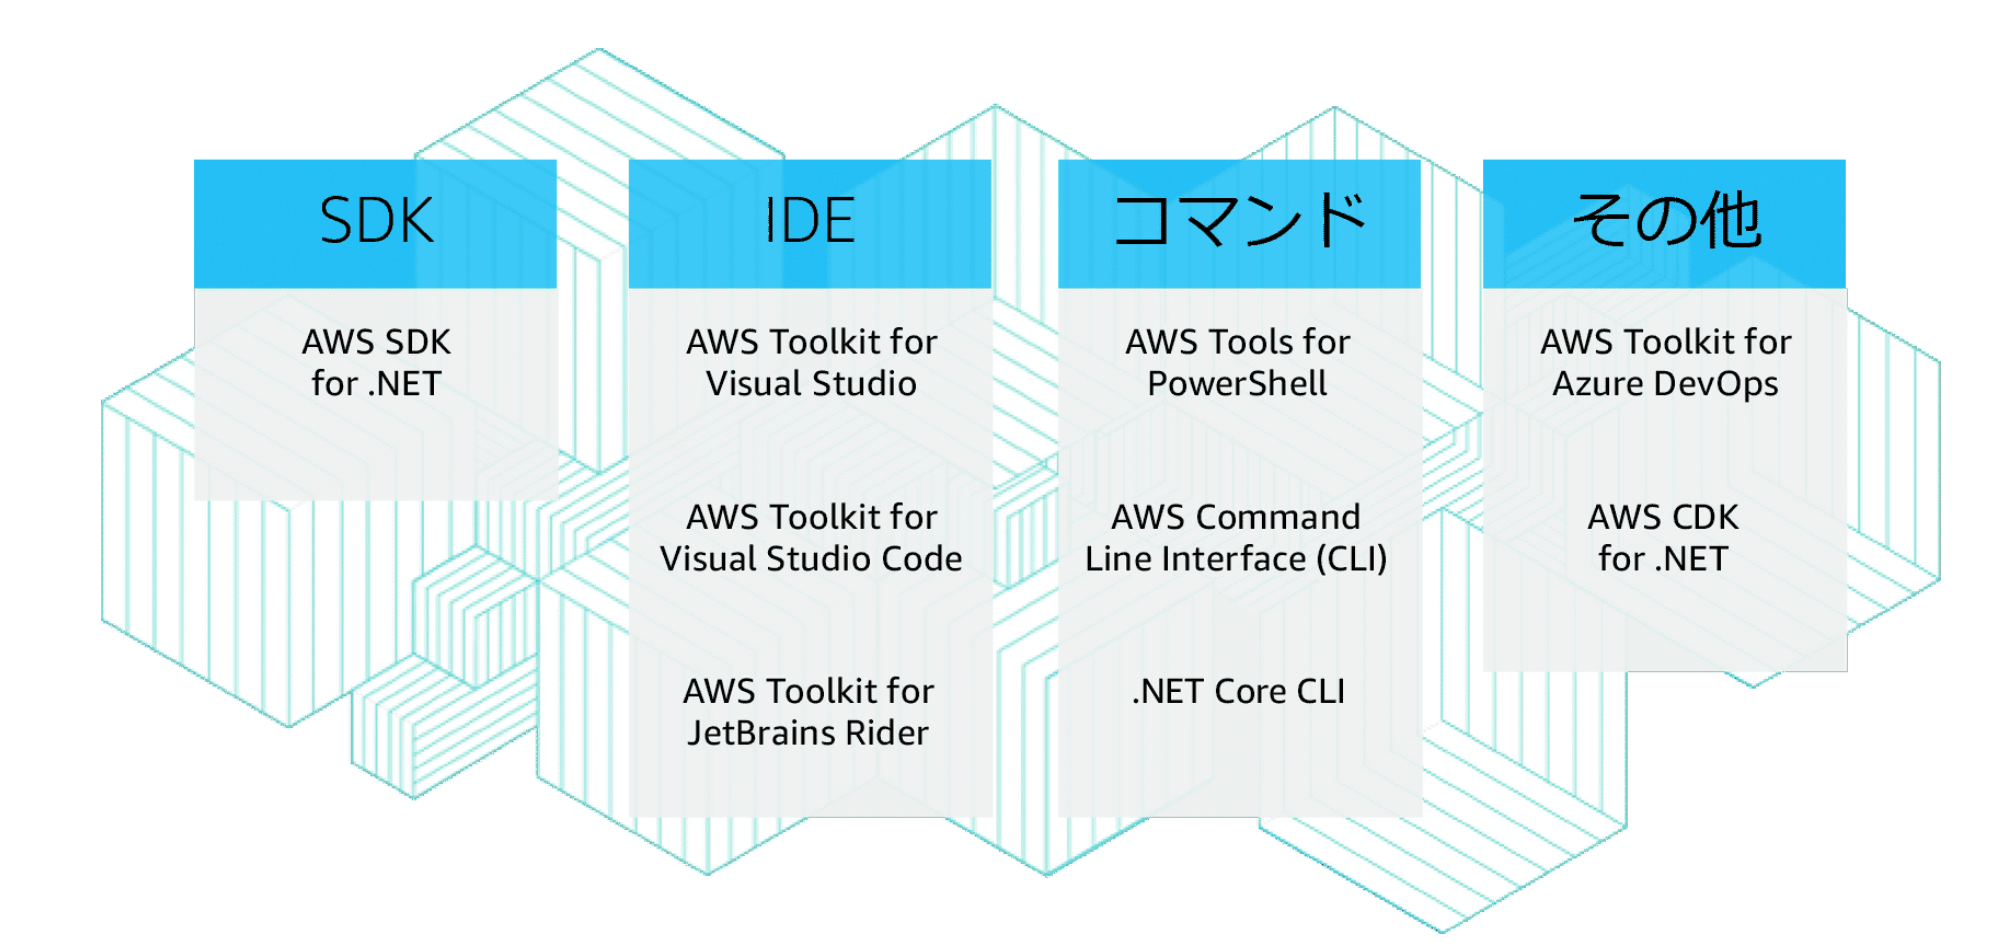 SDK
AWS SDK
for .NET
IDE
AWS Toolkit for
Visual Studio
AWS Toolkit for
Visual Studio Code
AWS Toolkit for
JetBrains Rider
コマンド
AWS Tools for
PowerShell
AWS Command
Line Interface (CLI)
.NET Core CLI
その他
AWS Toolkit for
Azure DevOps
AWS CDK
for .NET